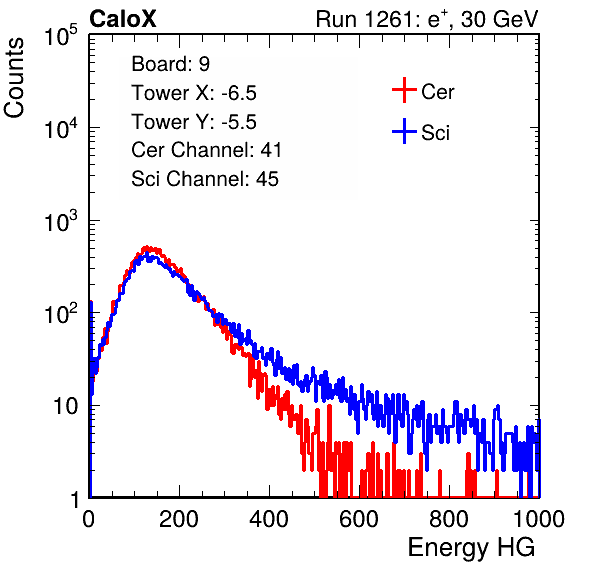 CaloX Run 1261: e⁺, 30 GeV
Counts
Board: 9
Tower X: -6.5
Tower Y: -5.5
Cer Channel: 41
Sci Channel: 45
Cer
Sci
10⁵
10⁴
10³
10²
10
1
0 200 400 600 800 1000
Energy HG